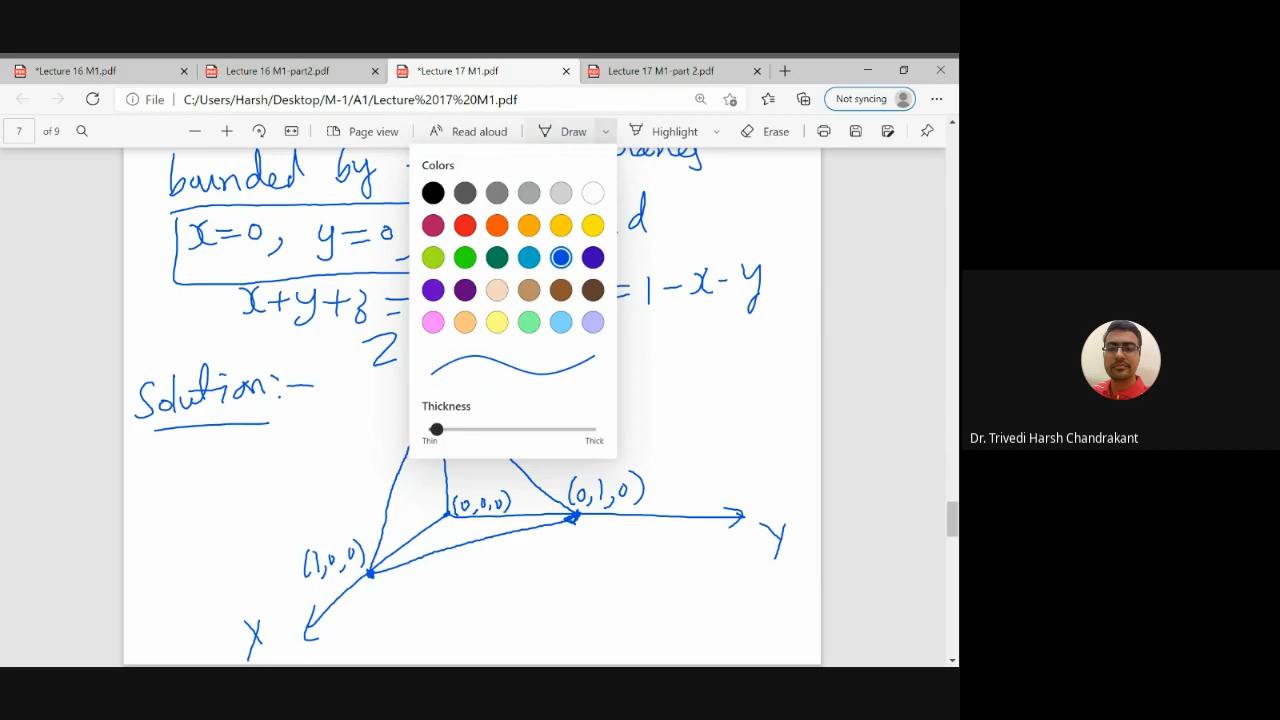 *Lecture 16 M1.pdf
Lecture 16 M1-part2.pdf
*Lecture 17 M1.pdf
Lecture 17 M1-part 2.pdf
File
C:/Users/Harsh/Desktop/M-1/A1/Lecture%2017%20M1.pdf
Not syncing
7 of 9
Page view
Read aloud
Draw
Highlight
Erase
Colors
Thickness
Thin
Thick
bounded by
x=0, y=0,
d
x+y+z =
= 1-x-y
Z
Solution:-
(0,0,0)
(0,1,0)
(1,0,0)
Y
X
Dr. Trivedi Harsh Chandrakant